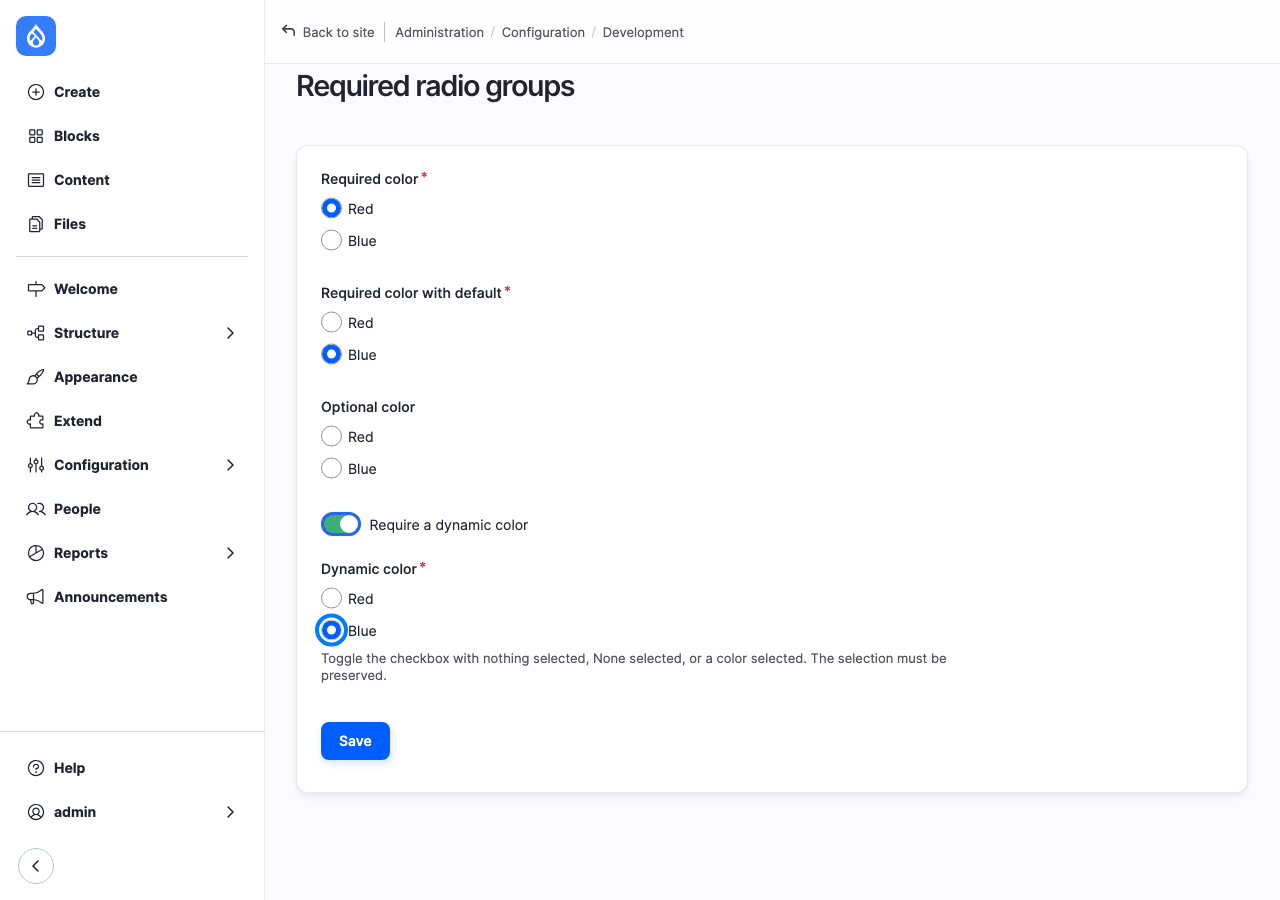 Back to site
Administration / Configuration / Development
Create
Blocks
Content
Files
Welcome
Structure
Appearance
Extend
Configuration
People
Reports
Announcements
Help
admin
Required radio groups
Required color*
Red
Blue
Required color with default*
Red
Blue
Optional color
Red
Blue
Require a dynamic color
Dynamic color*
Red
Blue
Toggle the checkbox with nothing selected, None selected, or a color selected. The selection must be
preserved.
Save